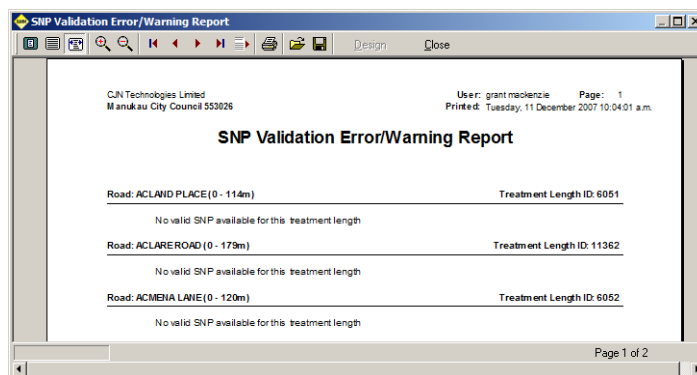 SNP Validation Error/Warning Report
Design Close
CJN Technologies Limited User: grant mackenzie Page: 1
Manukau City Council 553026 Printed: Tuesday, 11 December 2007 10:04:01 a.m.
SNP Validation Error/Warning Report
Road: ACLAND PLACE (0 - 114m) Treatment Length ID: 6051
No valid SNP available for this treatment length
Road: ACLARE ROAD (0 - 179m) Treatment Length ID: 11362
No valid SNP available for this treatment length
Road: ACMENA LANE (0 - 120m) Treatment Length ID: 6052
No valid SNP available for this treatment length
Page 1 of 2